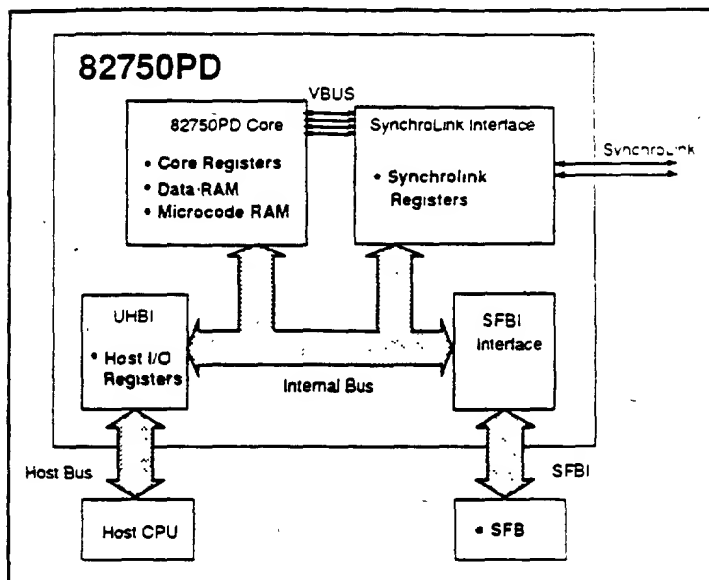 82750PD
VBUS
82750PD Core
• Core Registers
• Data-RAM
• Microcode RAM
SynchroLink Interface
• Synchrolink
Registers
SynchroLink
UHBI
• Host I/O
Registers
Internal Bus
SFBI
Interface
Host Bus
SFBI
Host CPU
• SFB